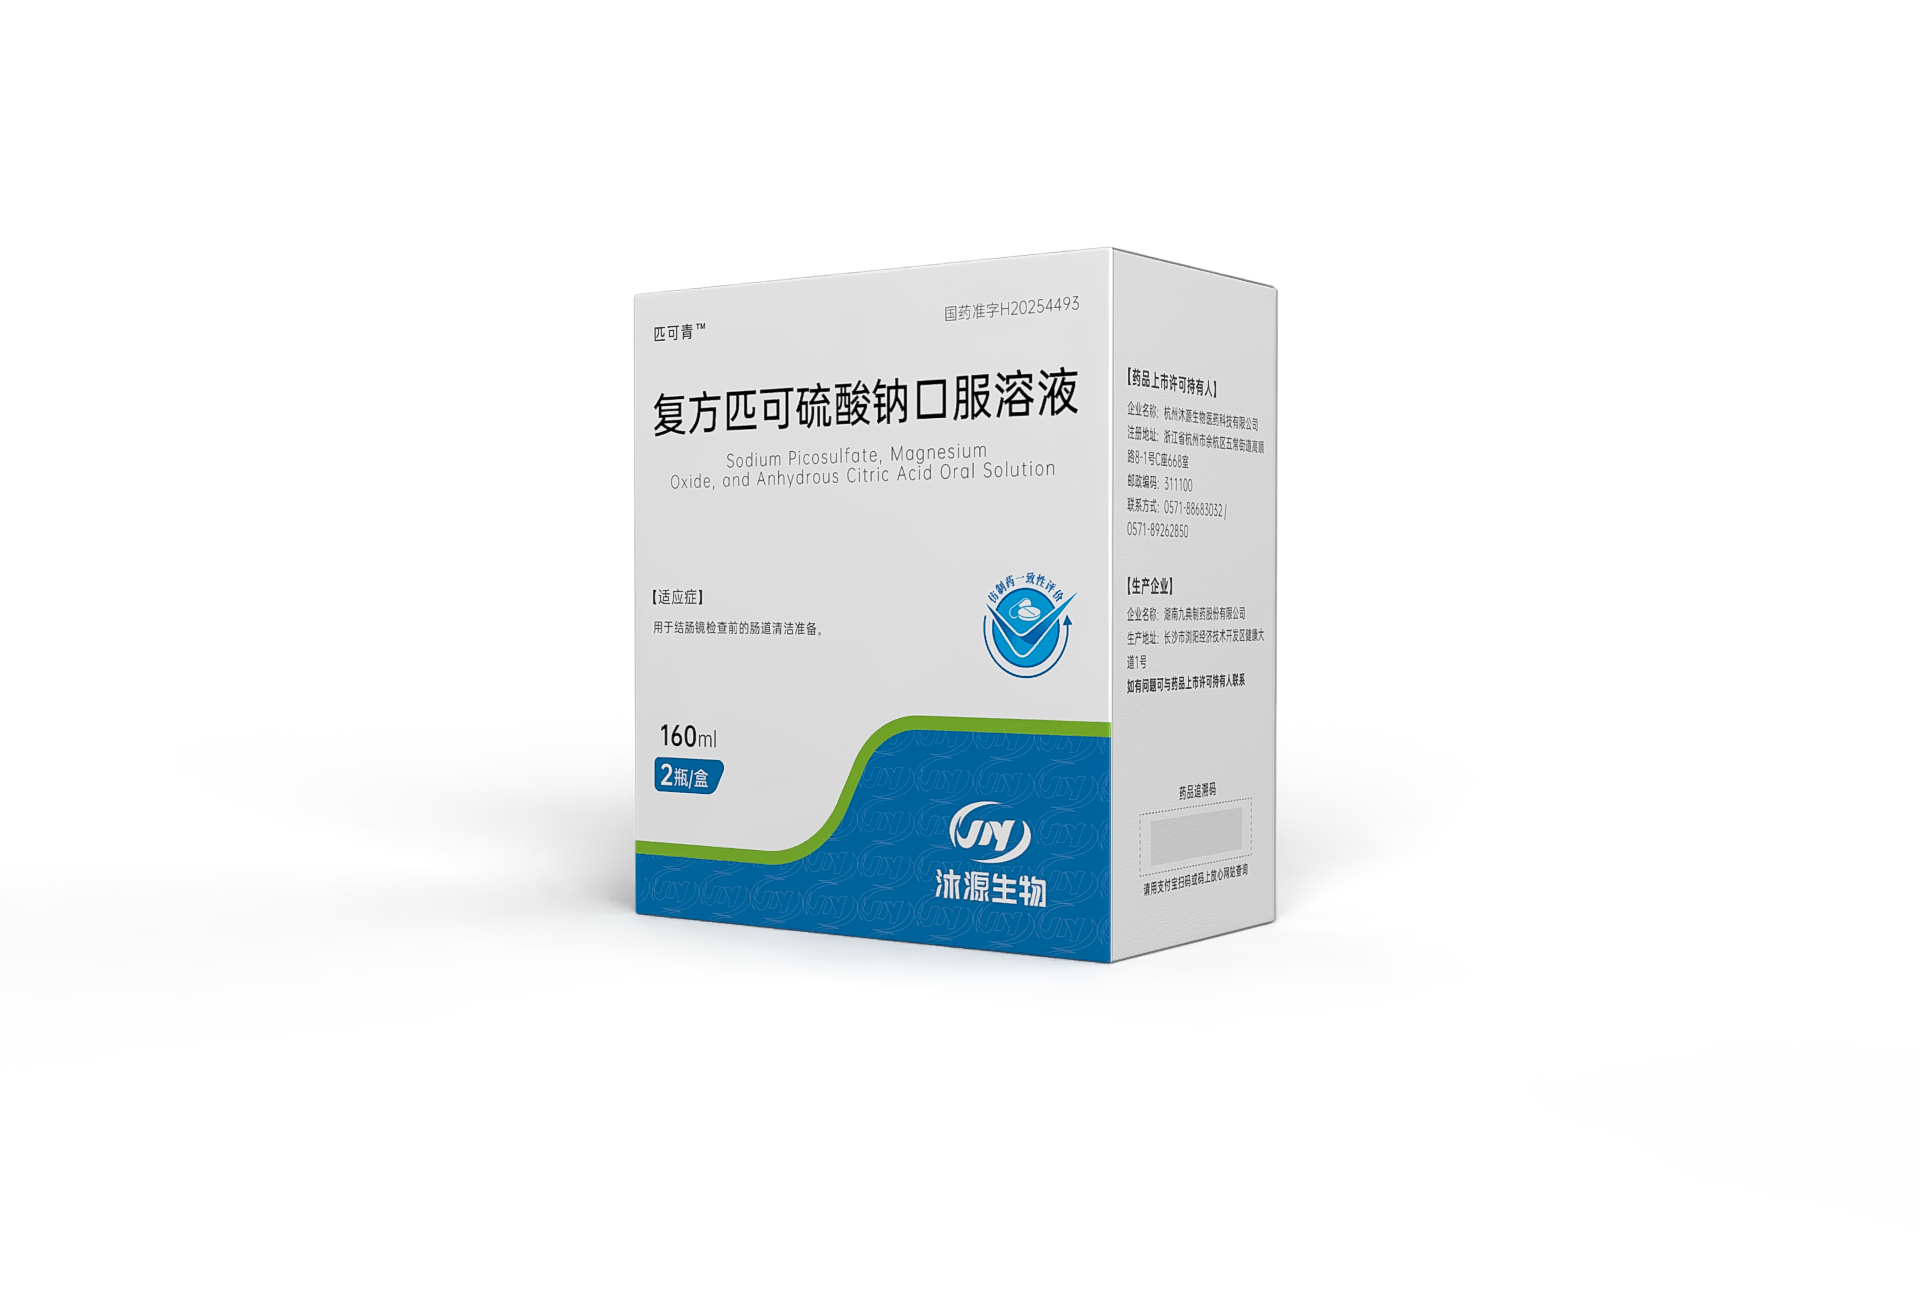 匹可青™
国药准字H20254493
复方匹可硫酸钠口服溶液
Sodium Picosulfate, Magnesium
Oxide, and Anhydrous Citric Acid Oral Solution
【适应症】
用于结肠镜检查前的肠道清洁准备。
仿制药一致性评价
160ml
2瓶/盒
沐源生物
【药品上市许可持有人】
企业名称：杭州沐源生物医药科技有限公司
注册地址：浙江省杭州市余杭区五常街道高顺
路8-1号C座668室
邮政编码：311100
联系方式：0571-88683032 /
0571-89262850
【生产企业】
企业名称：湖南九典制药股份有限公司
生产地址：长沙市浏阳经济技术开发区健康大
道1号
如有问题可与药品上市许可持有人联系
药品追溯码
请用支付宝扫码或码上放心网站查询